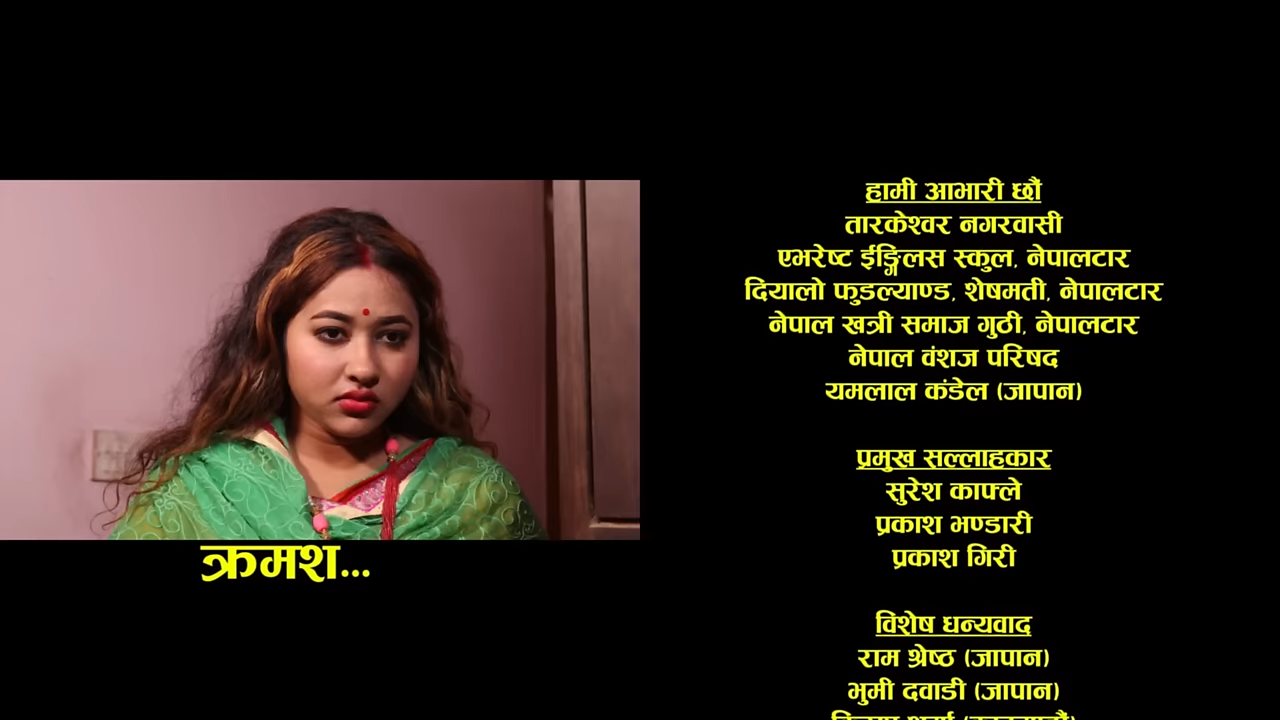 हामी आभारी छौं
तारकेश्वर नगरवासी
एभरेष्ट ईङ्गिलस स्कुल, नेपालटार
दियालो फुडल्याण्ड, शेषमती, नेपालटार
नेपाल खत्री समाज गुठी, नेपालटार
नेपाल वंशज परिषद
यमलाल कंडेल (जापान)
प्रमुख सल्लाहकार
सुरेश काफ्ले
प्रकाश भण्डारी
प्रकाश गिरी
विशेष धन्यवाद
राम श्रेष्ठ (जापान)
भुमी दवाडी (जापान)
क्रमश...